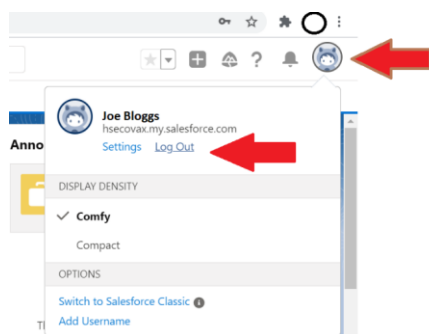 Joe Bloggs
hsecovax.my.salesforce.com
Settings Log Out
Anno
DISPLAY DENSITY
Comfy
Compact
OPTIONS
Switch to Salesforce Classic
Add Username